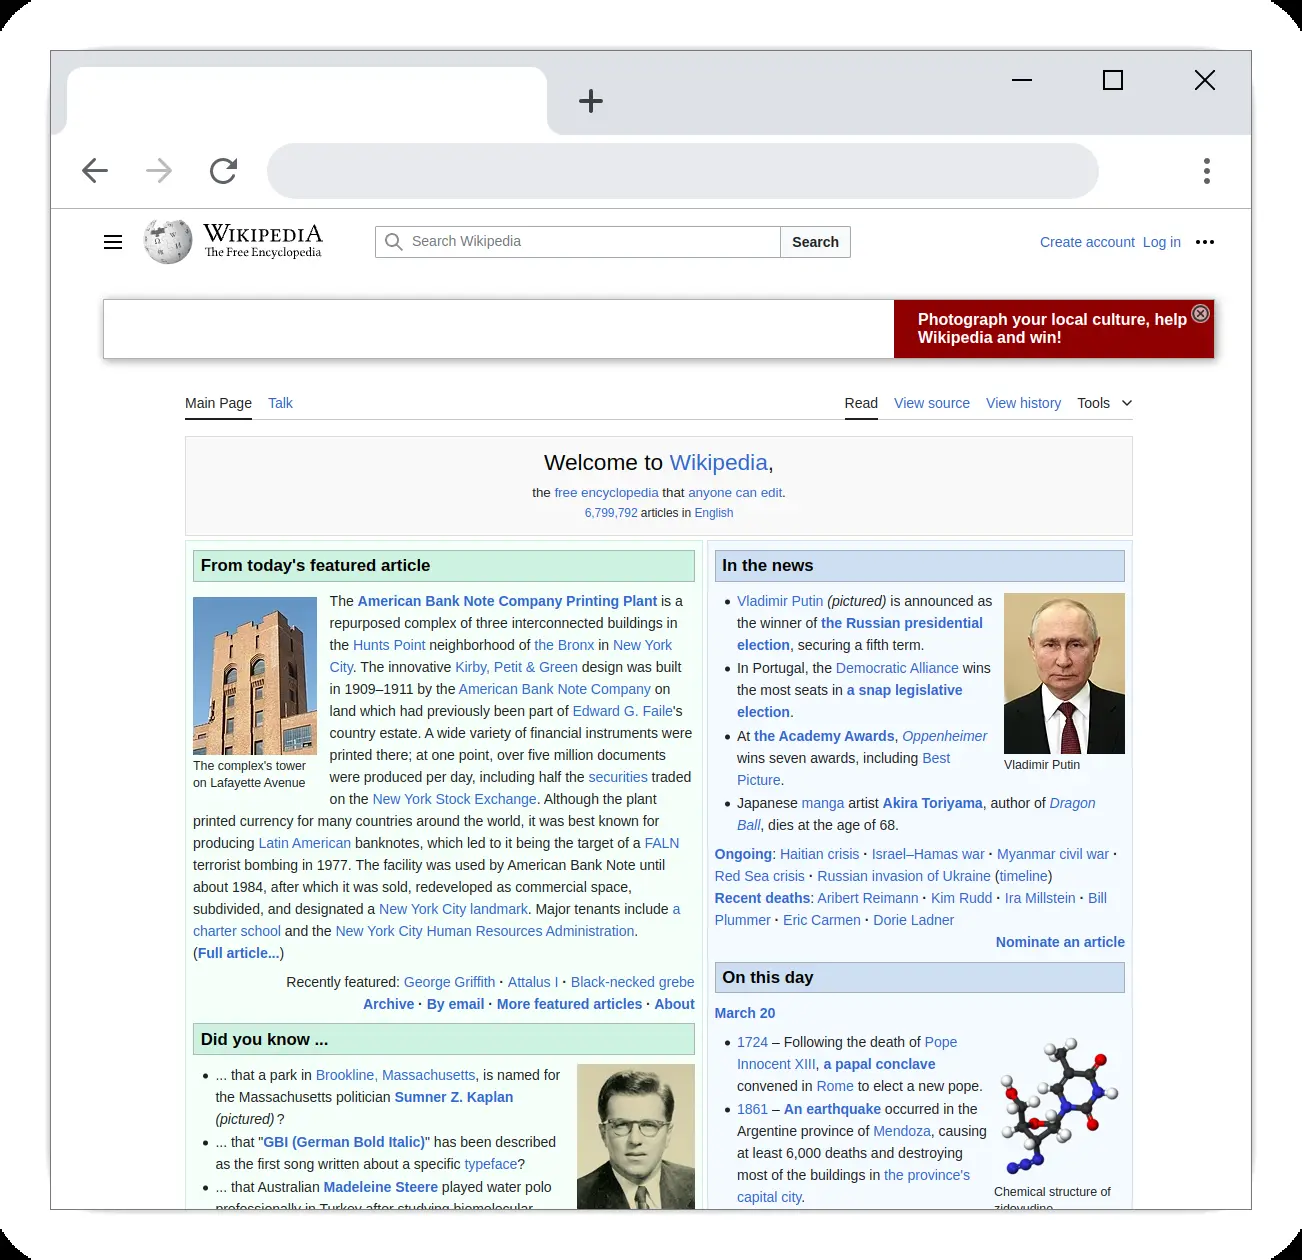 WIKIPEDIA
The Free Encyclopedia
Search Wikipedia
Search
Create account Log in
Photograph your local culture, help
Wikipedia and win!
Main Page Talk
Read View source View history Tools
Welcome to Wikipedia,
the free encyclopedia that anyone can edit.
6,799,792 articles in English
From today's featured article
The American Bank Note Company Printing Plant is a
repurposed complex of three interconnected buildings in
the Hunts Point neighborhood of the Bronx in New York
City. The innovative Kirby, Petit & Green design was built
in 1909–1911 by the American Bank Note Company on
land which had previously been part of Edward G. Faile's
country estate. A wide variety of financial instruments were
printed there; at one point, over five million documents
were produced per day, including half the securities traded
on the New York Stock Exchange. Although the plant
printed currency for many countries around the world, it was best known for
producing Latin American banknotes, which led to it being the target of a FALN
terrorist bombing in 1977. The facility was used by American Bank Note until
about 1984, after which it was sold, redeveloped as commercial space,
subdivided, and designated a New York City landmark. Major tenants include a
charter school and the New York City Human Resources Administration.
(Full article...)
The complex's tower
on Lafayette Avenue
Recently featured: George Griffith · Attalus I · Black-necked grebe
Archive · By email · More featured articles · About
Did you know ...
• ... that a park in Brookline, Massachusetts, is named for
the Massachusetts politician Sumner Z. Kaplan
(pictured) ?
• ... that "GBI (German Bold Italic)" has been described
as the first song written about a specific typeface?
• ... that Australian Madeleine Steere played water polo
professionally in Turkey after studying biomolecular
In the news
• Vladimir Putin (pictured) is announced as
the winner of the Russian presidential
election, securing a fifth term.
• In Portugal, the Democratic Alliance wins
the most seats in a snap legislative
election.
• At the Academy Awards, Oppenheimer
wins seven awards, including Best
Picture.
• Japanese manga artist Akira Toriyama, author of Dragon
Ball, dies at the age of 68.
Vladimir Putin
Ongoing: Haitian crisis · Israel–Hamas war · Myanmar civil war ·
Red Sea crisis · Russian invasion of Ukraine (timeline)
Recent deaths: Aribert Reimann · Kim Rudd · Ira Millstein · Bill
Plummer · Eric Carmen · Dorie Ladner
Nominate an article
On this day
March 20
• 1724 – Following the death of Pope
Innocent XIII, a papal conclave
convened in Rome to elect a new pope.
• 1861 – An earthquake occurred in the
Argentine province of Mendoza, causing
at least 6,000 deaths and destroying
most of the buildings in the province's
capital city.
Chemical structure of
zidovudine